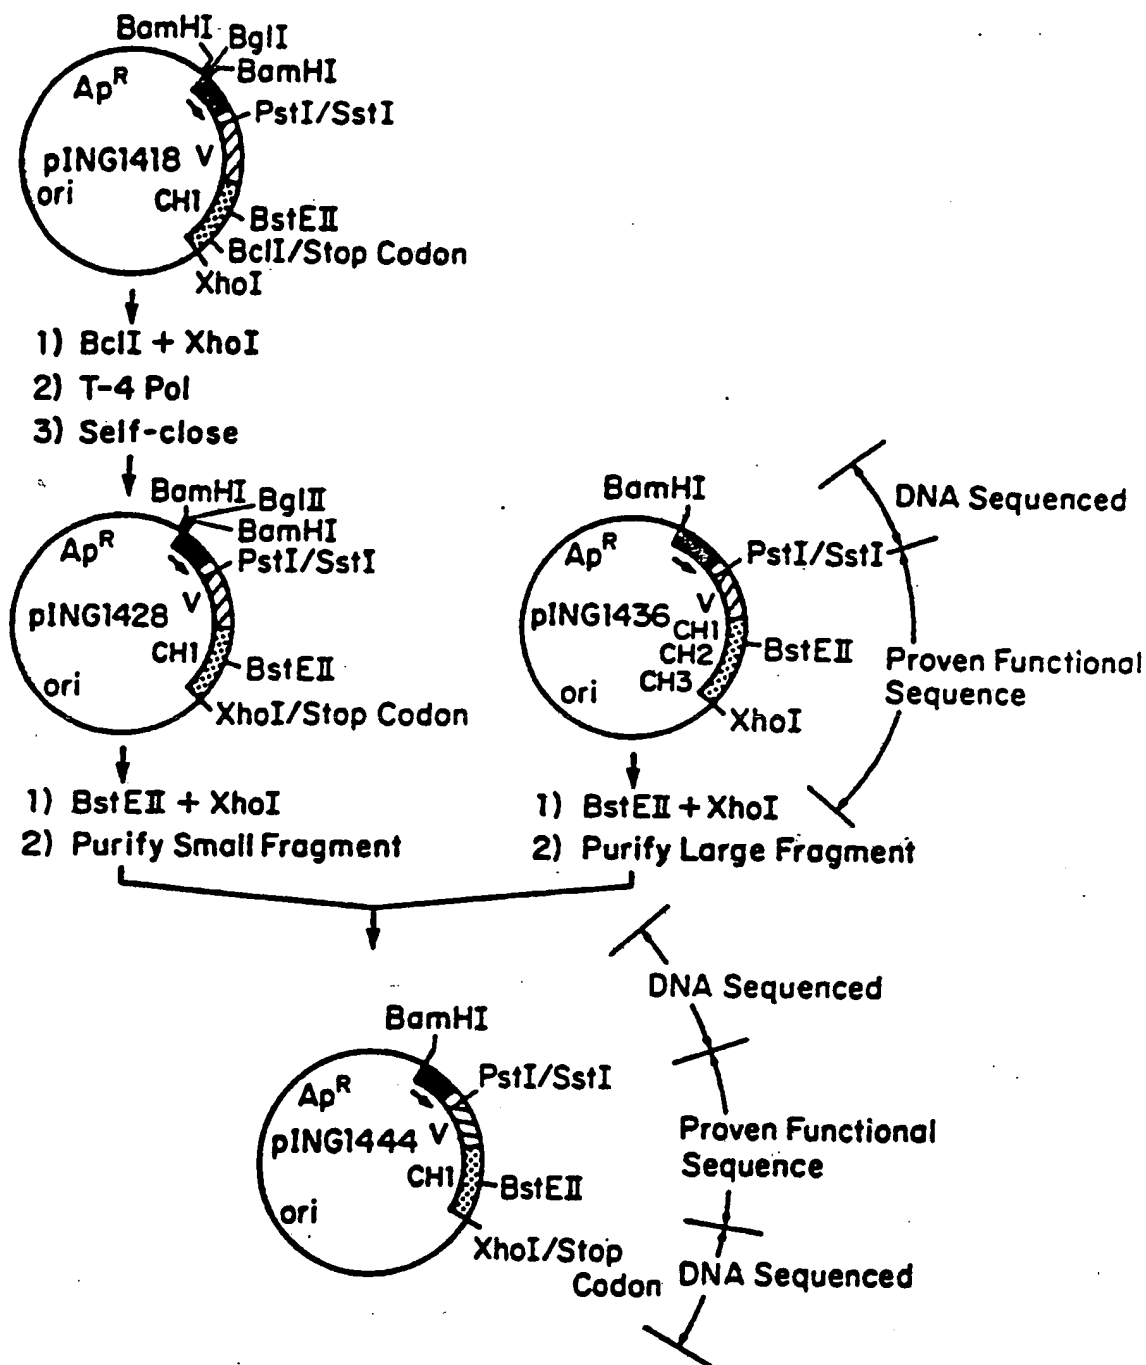 BamHI
BglI
BamHI
Ap^R
PstI/SstI
pING1418
V
ori
CH1
BstEII
BclI/Stop Codon
XhoI
1) BclI + XhoI
2) T-4 Pol
3) Self-close
BamHI
BglII
BamHI
Ap^R
PstI/SstI
V
pING1428
CH1
BstEII
ori
XhoI/Stop Codon
1) BstEII + XhoI
2) Purify Small Fragment
BamHI
Ap^R
PstI/SstI
V
pING1436
CH1
CH2
BstEII
CH3
ori
XhoI
DNA Sequenced
Proven Functional
Sequence
1) BstEII + XhoI
2) Purify Large Fragment
BamHI
Ap^R
PstI/SstI
pING1444
V
CH1
BstEII
ori
XhoI/Stop
Codon
DNA Sequenced
Proven Functional
Sequence
DNA Sequenced